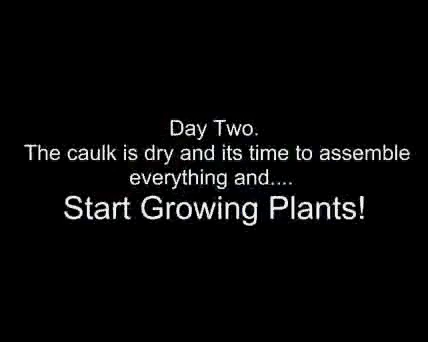 Day Two.
The caulk is dry and its time to assemble
everything and....
Start Growing Plants!